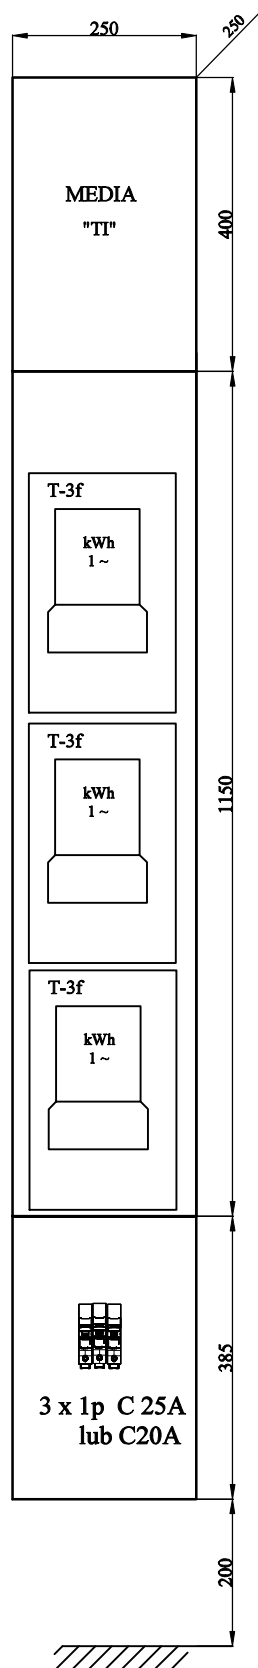 250
250
MEDIA
"TI"
400
T-3f
kWh
1 ~
T-3f
kWh
1 ~
1150
T-3f
kWh
1 ~
385
3 x 1p C 25A
lub C20A
200